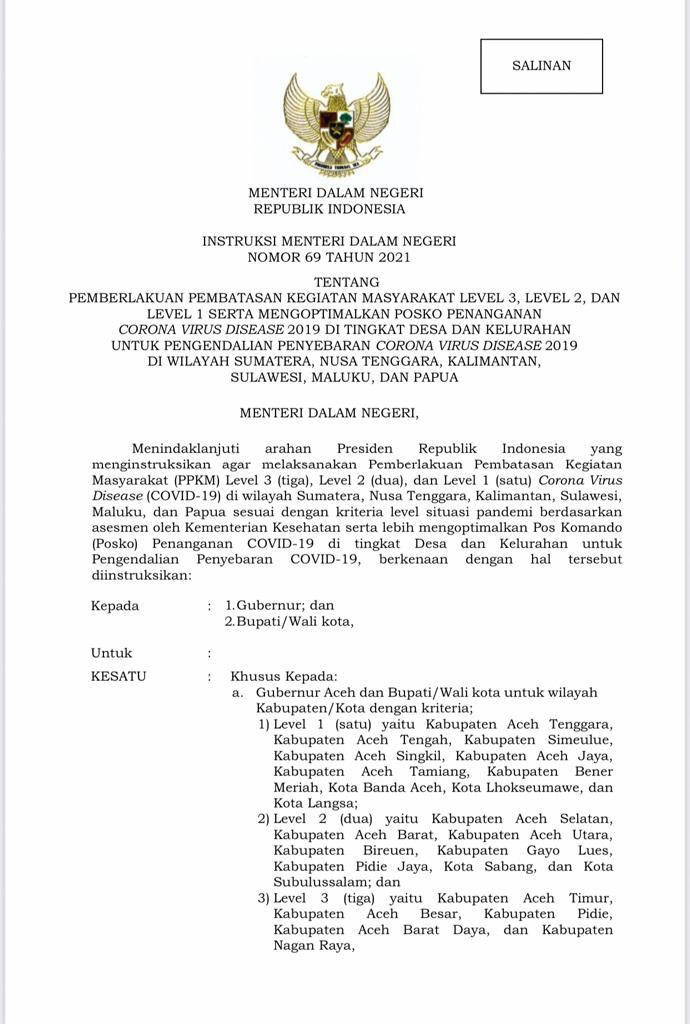 SALINAN
MENTERI DALAM NEGERI
REPUBLIK INDONESIA
INSTRUKSI MENTERI DALAM NEGERI
NOMOR 69 TAHUN 2021
TENTANG
PEMBERLAKUAN PEMBATASAN KEGIATAN MASYARAKAT LEVEL 3, LEVEL 2, DAN
LEVEL 1 SERTA MENGOPTIMALKAN POSKO PENANGANAN
CORONA VIRUS DISEASE 2019 DI TINGKAT DESA DAN KELURAHAN
UNTUK PENGENDALIAN PENYEBARAN CORONA VIRUS DISEASE 2019
DI WILAYAH SUMATERA, NUSA TENGGARA, KALIMANTAN,
SULAWESI, MALUKU, DAN PAPUA
MENTERI DALAM NEGERI,
Menindaklanjuti arahan Presiden Republik Indonesia yang
menginstruksikan agar melaksanakan Pemberlakuan Pembatasan Kegiatan
Masyarakat (PPKM) Level 3 (tiga), Level 2 (dua), dan Level 1 (satu) Corona Virus
Disease (COVID-19) di wilayah Sumatera, Nusa Tenggara, Kalimantan, Sulawesi,
Maluku, dan Papua sesuai dengan kriteria level situasi pandemi berdasarkan
asesmen oleh Kementerian Kesehatan serta lebih mengoptimalkan Pos Komando
(Posko) Penanganan COVID-19 di tingkat Desa dan Kelurahan untuk
Pengendalian Penyebaran COVID-19, berkenaan dengan hal tersebut
diinstruksikan:
Kepada : 1.Gubernur; dan
2.Bupati/Wali kota,
Untuk :
KESATU : Khusus Kepada:
a. Gubernur Aceh dan Bupati/Wali kota untuk wilayah
Kabupaten/Kota dengan kriteria;
1) Level 1 (satu) yaitu Kabupaten Aceh Tenggara,
Kabupaten Aceh Tengah, Kabupaten Simeulue,
Kabupaten Aceh Singkil, Kabupaten Aceh Jaya,
Kabupaten Aceh Tamiang, Kabupaten Bener
Meriah, Kota Banda Aceh, Kota Lhokseumawe, dan
Kota Langsa;
2) Level 2 (dua) yaitu Kabupaten Aceh Selatan,
Kabupaten Aceh Barat, Kabupaten Aceh Utara,
Kabupaten Bireuen, Kabupaten Gayo Lues,
Kabupaten Pidie Jaya, Kota Sabang, dan Kota
Subulussalam; dan
3) Level 3 (tiga) yaitu Kabupaten Aceh Timur,
Kabupaten Aceh Besar, Kabupaten Pidie,
Kabupaten Aceh Barat Daya, dan Kabupaten
Nagan Raya,